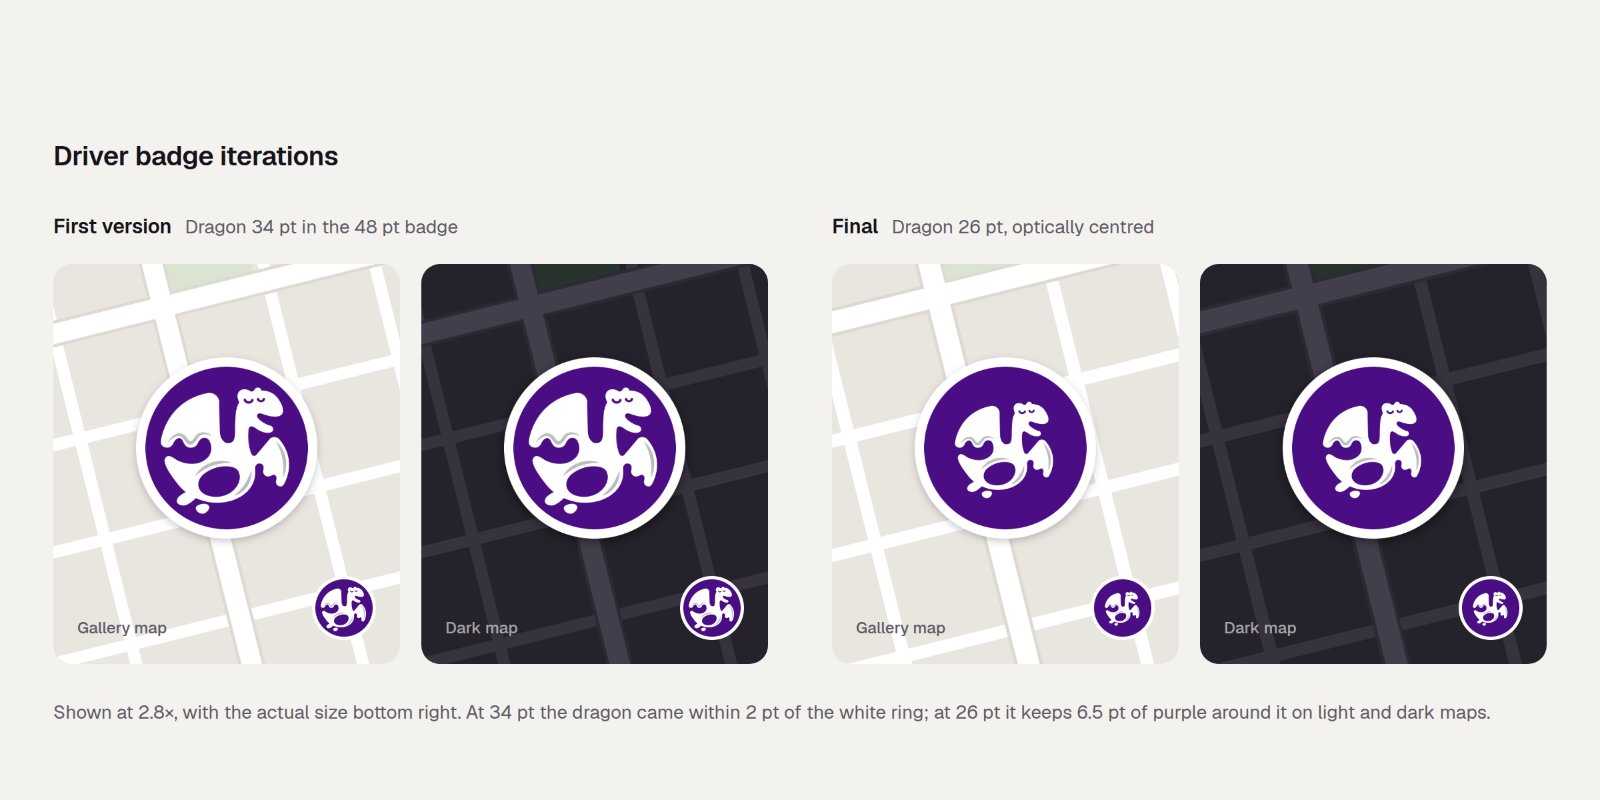 Driver badge iterations
First version Dragon 34 pt in the 48 pt badge
Final Dragon 26 pt, optically centred
Gallery map
Dark map
Gallery map
Dark map
Shown at 2.8×, with the actual size bottom right. At 34 pt the dragon came within 2 pt of the white ring; at 26 pt it keeps 6.5 pt of purple around it on light and dark maps.